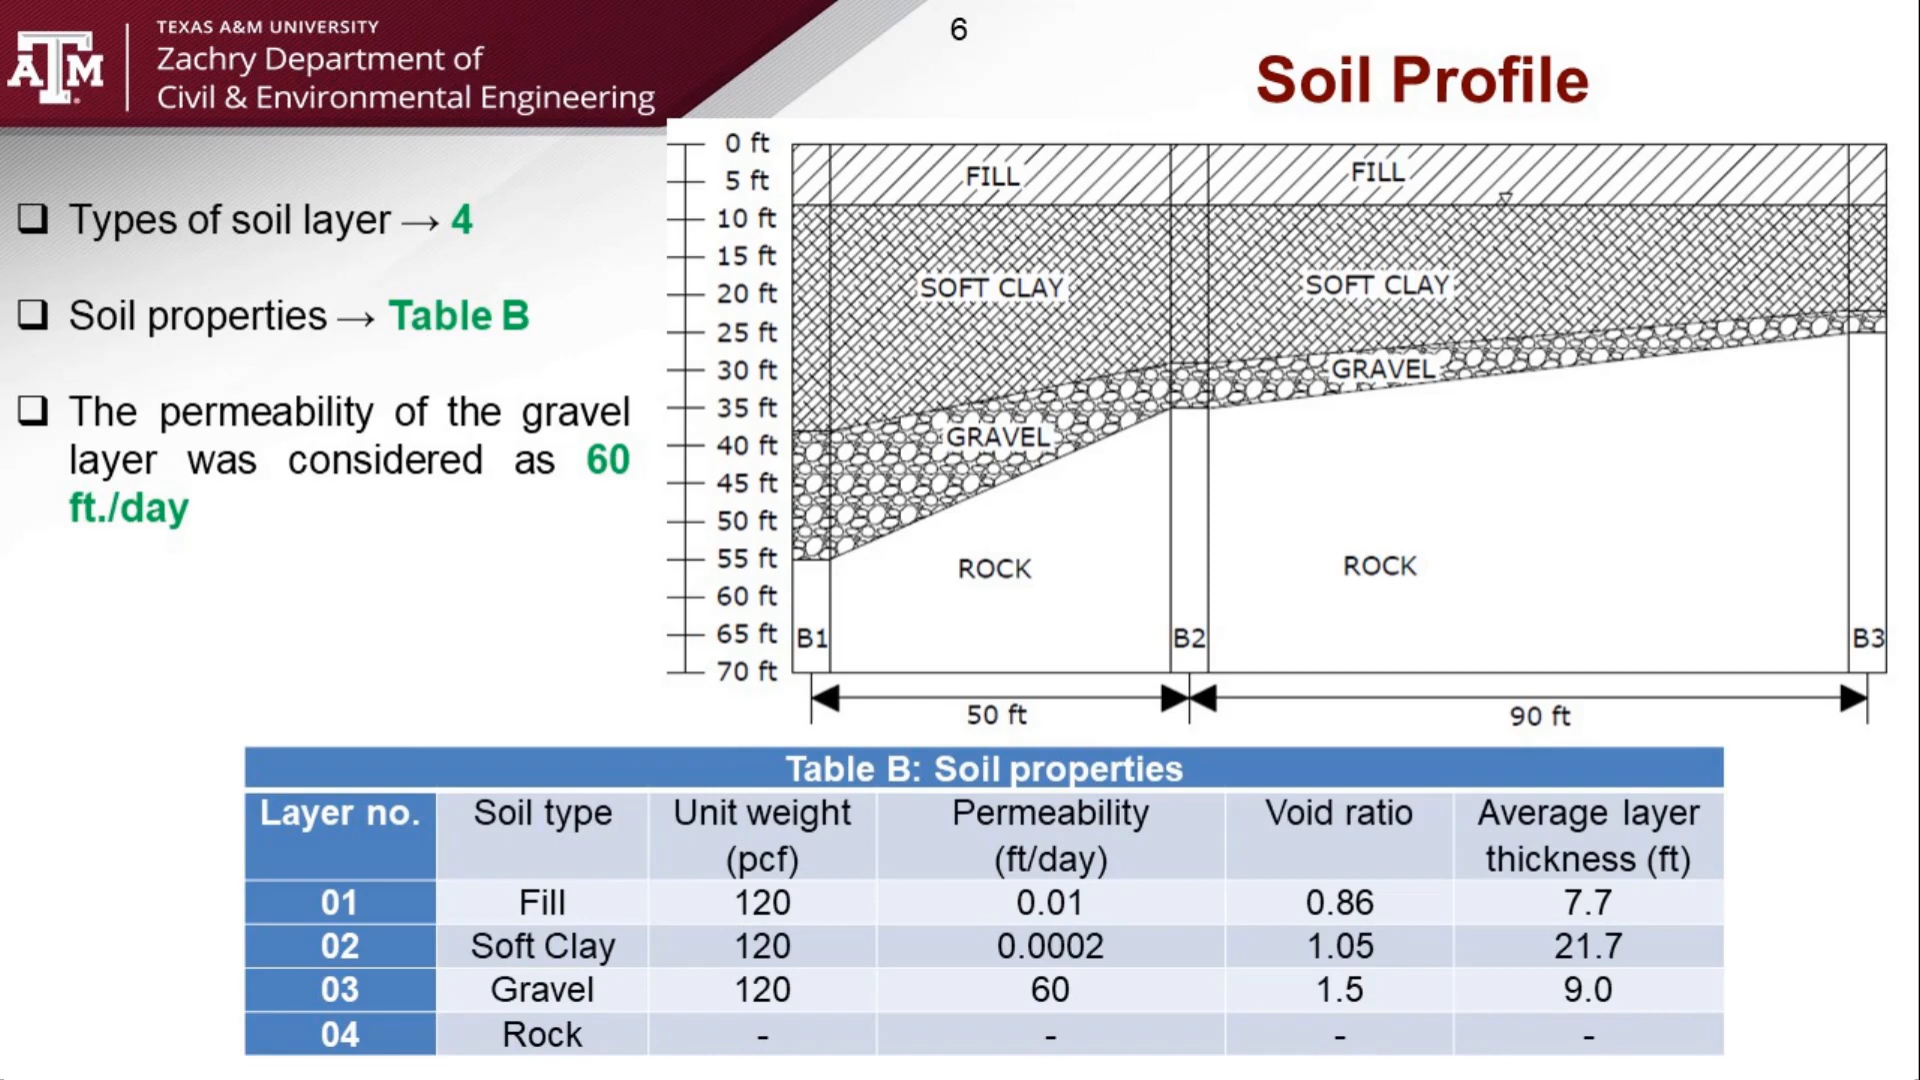 TEXAS A&M UNIVERSITY
Zachry Department of
Civil & Environmental Engineering
A̲T̲M
6
Soil Profile
❑ Types of soil layer → 4
❑ Soil properties → Table B
❑ The permeability of the gravel
layer was considered as 60
ft./day
0 ft
5 ft
10 ft
15 ft
20 ft
25 ft
30 ft
35 ft
40 ft
45 ft
50 ft
55 ft
60 ft
65 ft
70 ft
FILL
FILL
SOFT CLAY
SOFT CLAY
GRAVEL
GRAVEL
ROCK
ROCK
B1
B2
B3
50 ft
90 ft
Table B: Soil properties
Layer no. Soil type Unit weight (pcf) Permeability (ft/day) Void ratio Average layer thickness (ft)
01 Fill 120 0.01 0.86 7.7
02 Soft Clay 120 0.0002 1.05 21.7
03 Gravel 120 60 1.5 9.0
04 Rock - - - -